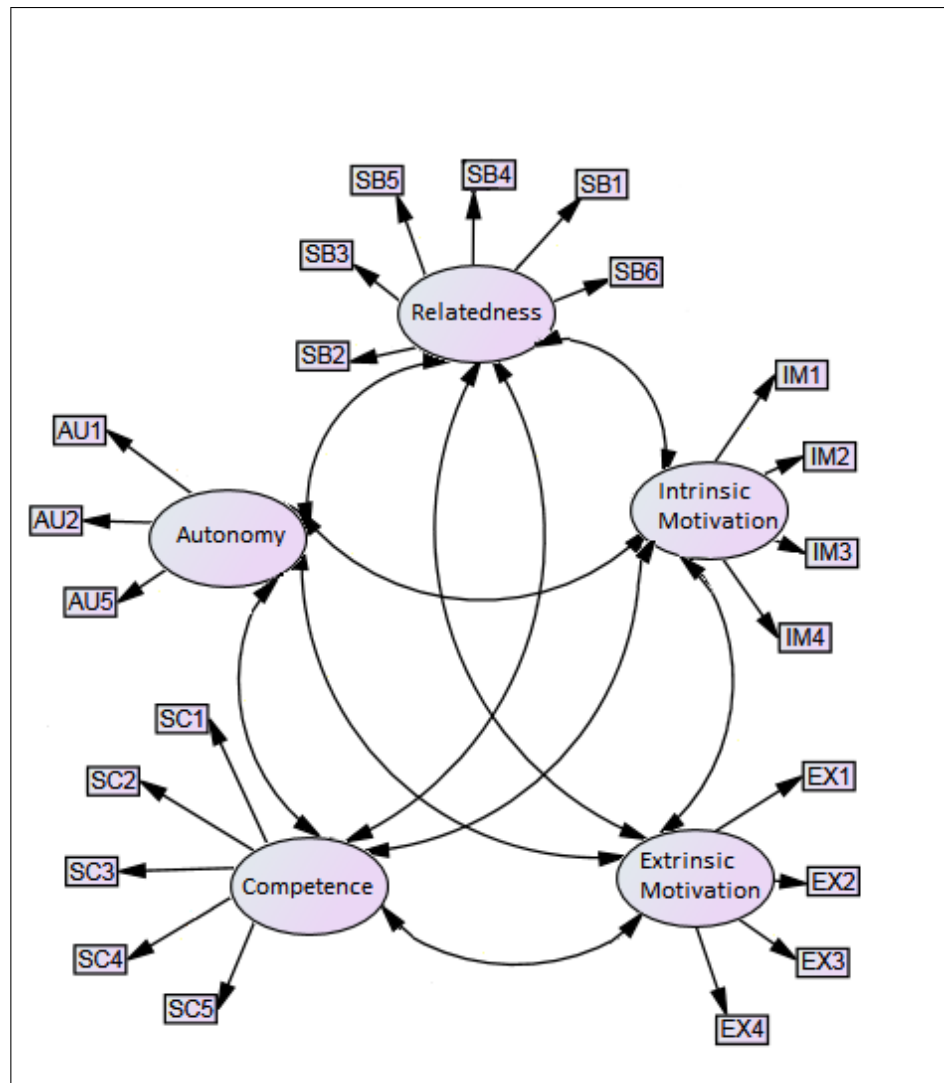 SB5
SB4
SB1
SB3
SB6
Relatedness
SB2
IM1
AU1
IM2
Intrinsic
Motivation
AU2
Autonomy
IM3
AU5
IM4
SC1
SC2
EX1
SC3
Competence
Extrinsic
Motivation
EX2
SC4
EX3
SC5
EX4